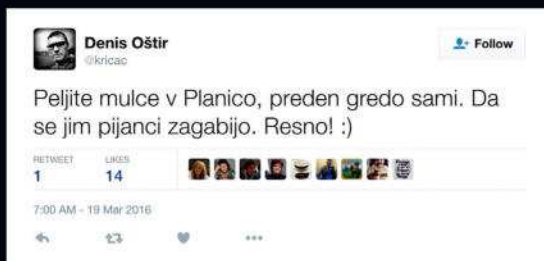 Denis Oštir
@kricac
Follow
Peljite mulce v Planico, preden gredo sami. Da
se jim pijanci zagabijo. Resno! :)
RETWEET LIKES
1 14
7:00 AM - 19 Mar 2016